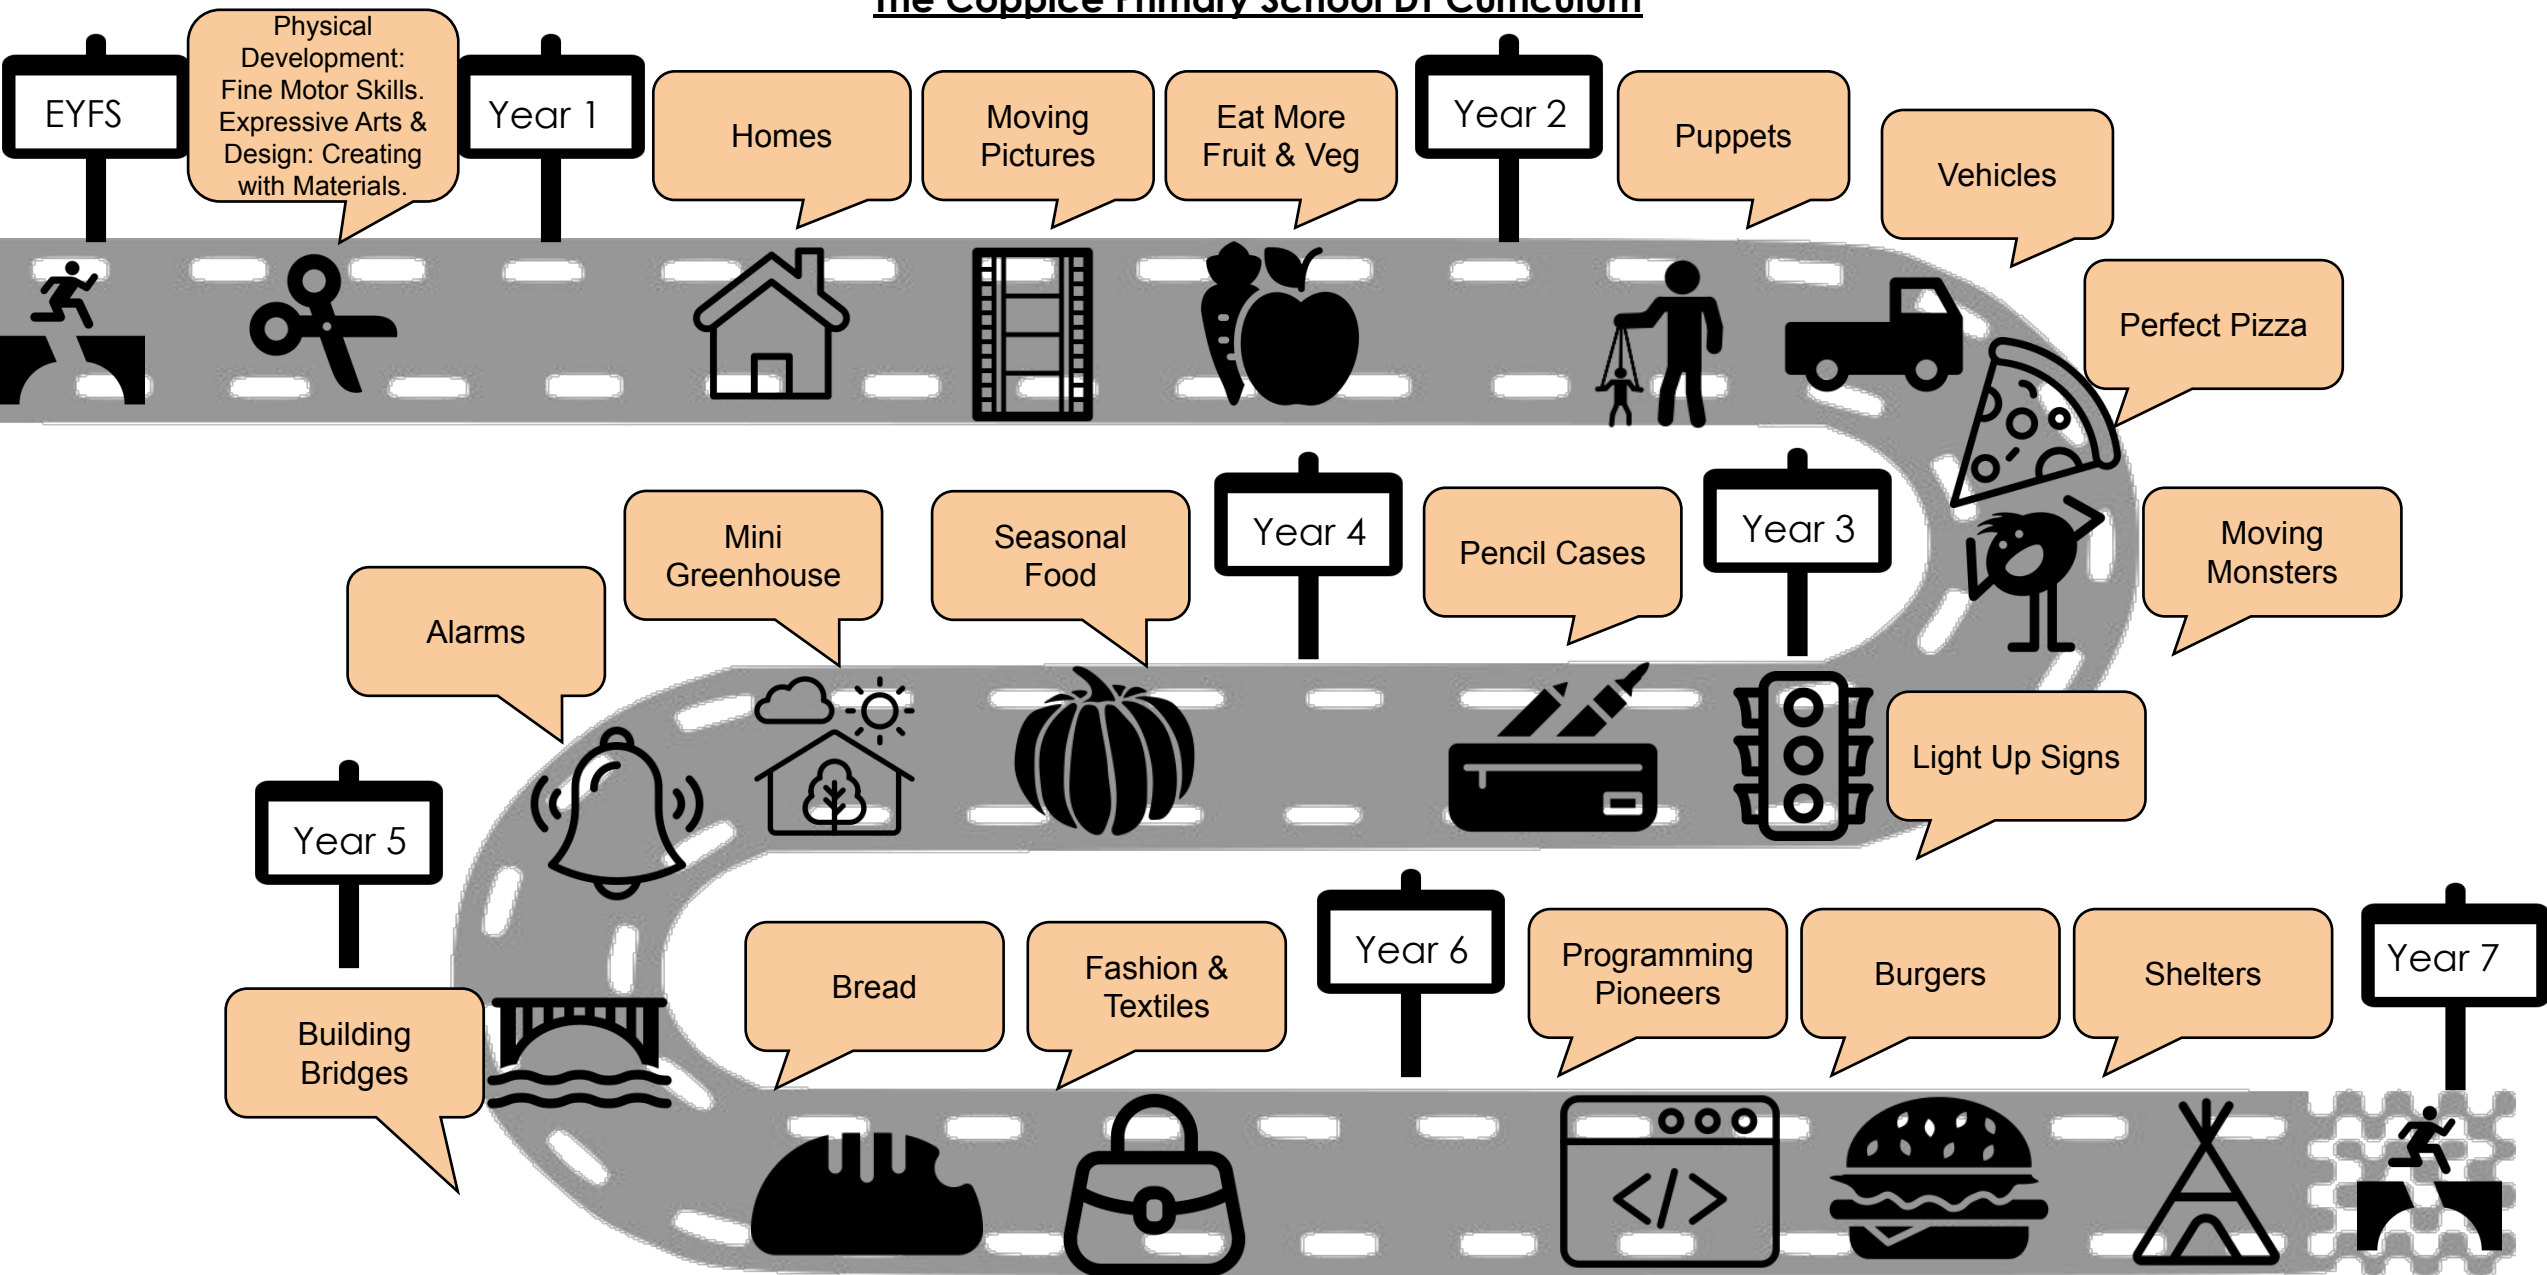 The Coppice Primary School DT Curriculum
EYFS
Physical
Development:
Fine Motor Skills.
Expressive Arts &
Design: Creating
with Materials.
Year 1
Homes
Moving
Pictures
Eat More
Fruit & Veg
Year 2
Puppets
Vehicles
Perfect Pizza
Moving
Monsters
Year 3
Light Up Signs
Pencil Cases
Year 4
Seasonal
Food
Mini
Greenhouse
Alarms
Year 5
Building
Bridges
Bread
Fashion &
Textiles
Year 6
Programming
Pioneers
</>
Burgers
Shelters
Year 7